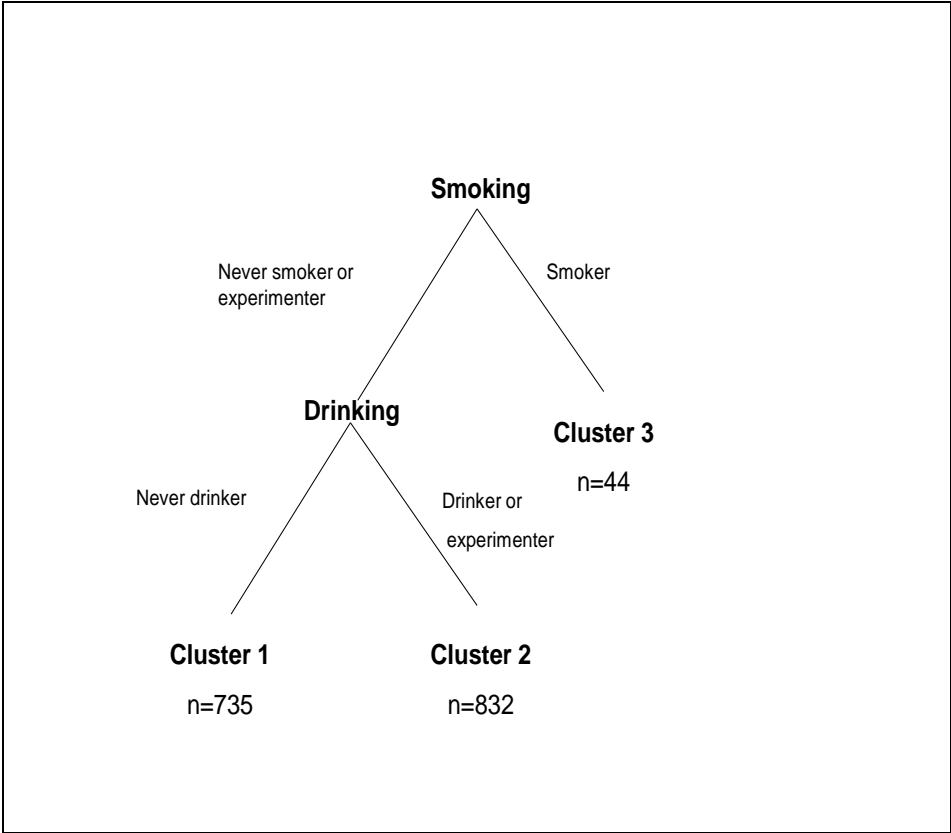 Smoking
Never smoker or
experimenter
Smoker
Drinking
Cluster 3
n=44
Never drinker
Drinker or
experimenter
Cluster 1
n=735
Cluster 2
n=832